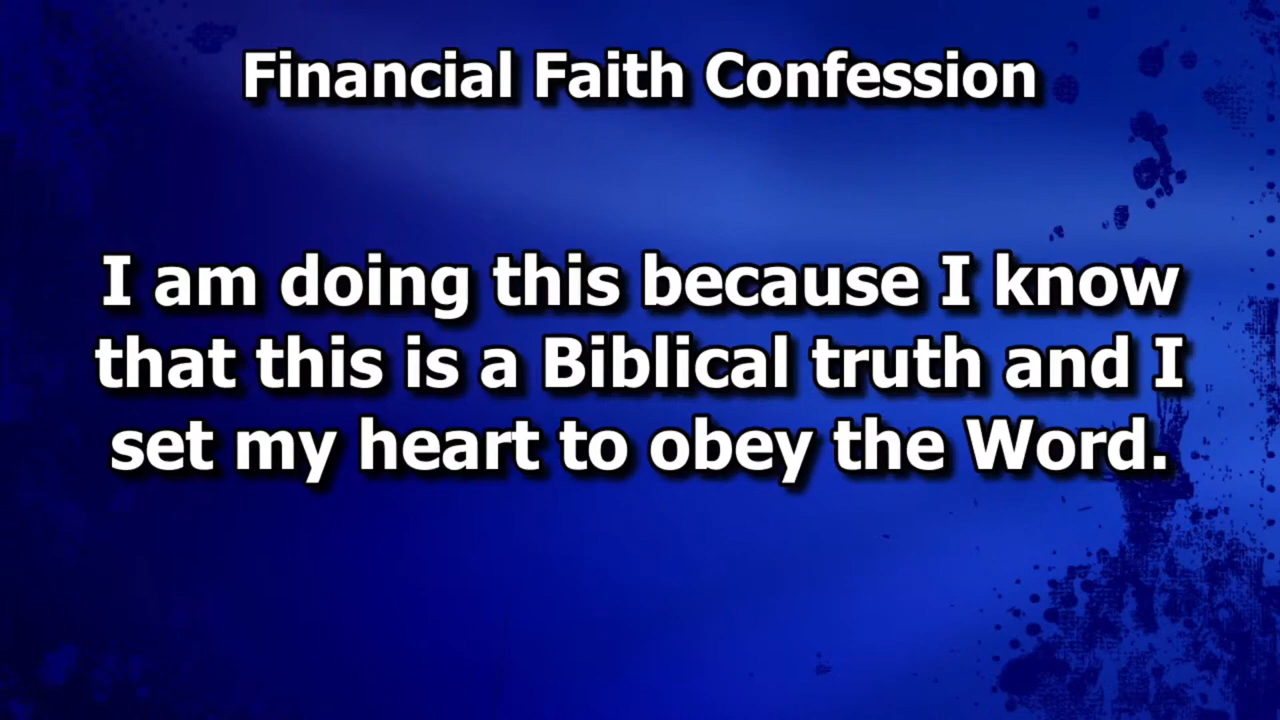 Financial Faith Confession
I am doing this because I know
that this is a Biblical truth and I
set my heart to obey the Word.